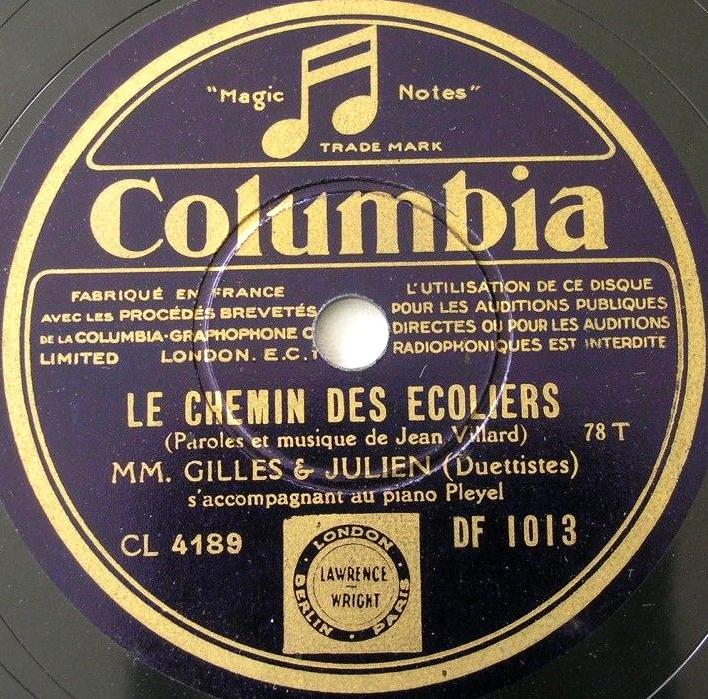 "Magic Notes"
TRADE MARK
Columbia
FABRIQUÉ EN FRANCE
AVEC LES PROCÉDÉS BREVETÉS
DE LA COLUMBIA-GRAPHOPHONE
LIMITED LONDON. E.C.1
L'UTILISATION DE CE DISQUE
POUR LES AUDITIONS PUBLIQUES
DIRECTES OU POUR LES AUDITIONS
RADIOPHONIQUES EST INTERDITE
LE CHEMIN DES ECOLIERS
(Paroles et musique de Jean Villard) 78 T
MM. GILLES & JULIEN (Duettistes)
s'accompagnant au piano Pleyel
CL 4189
DF 1013
LONDON
LAWRENCE
WRIGHT
BERLIN PARIS